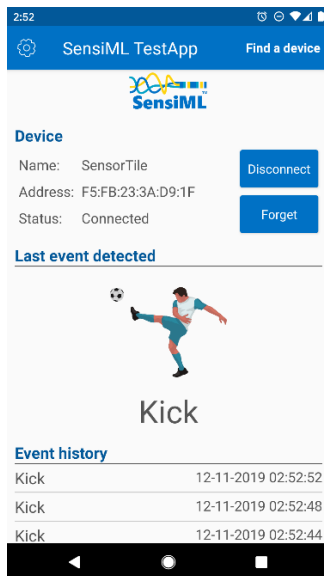 2:52
SensiML TestApp
Find a device
SensiML
Device
Name: SensorTile
Disconnect
Address: F5:FB:23:3A:D9:1F
Status: Connected
Forget
Last event detected
Kick
Event history
Kick 12-11-2019 02:52:52
Kick 12-11-2019 02:52:48
Kick 12-11-2019 02:52:44